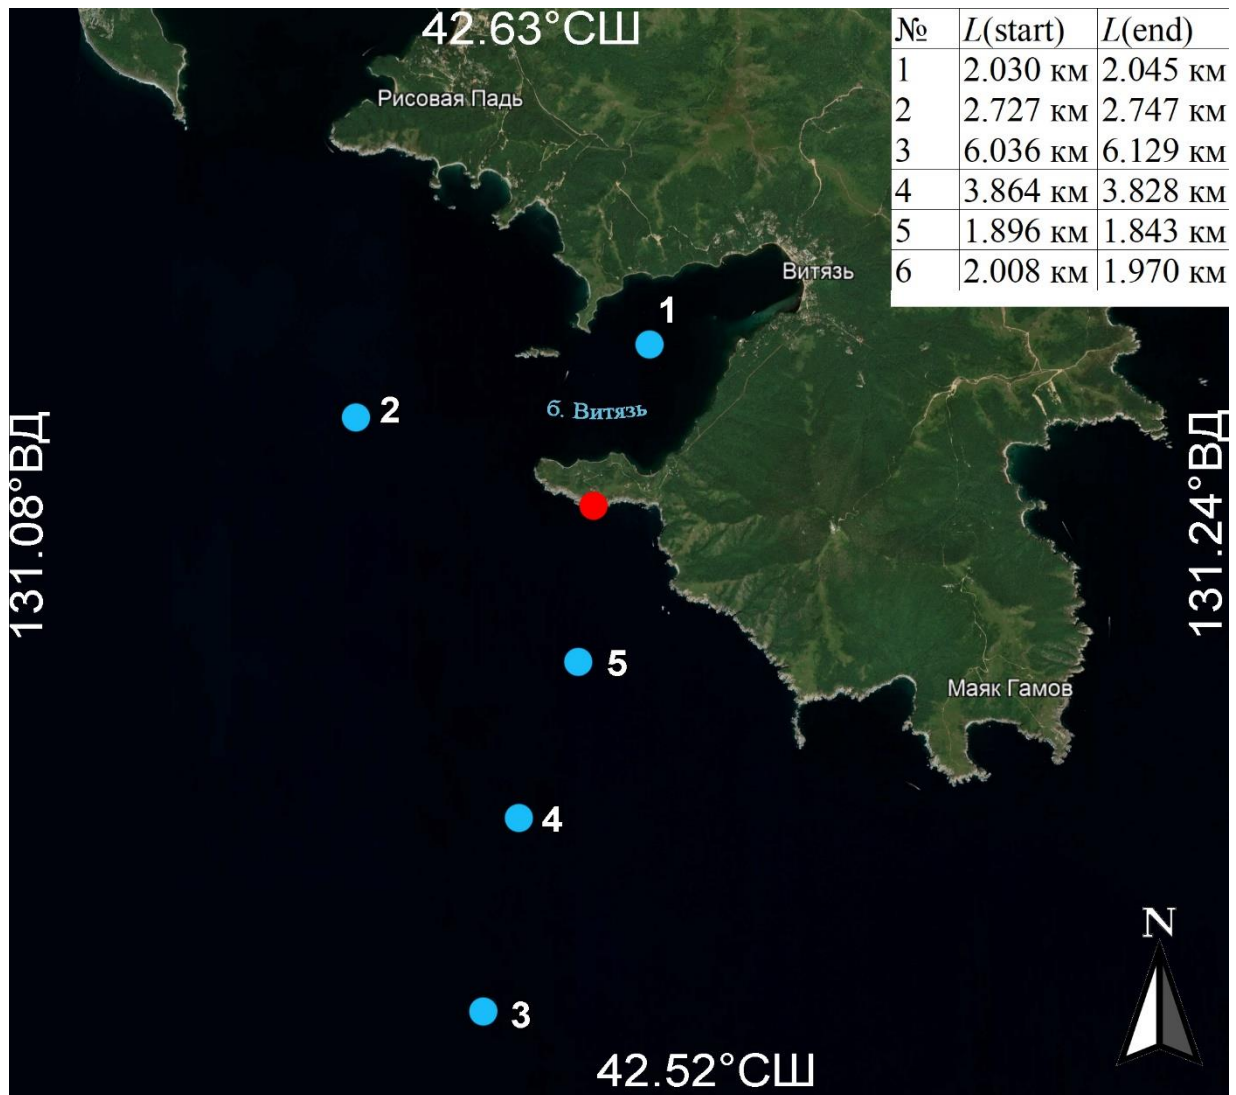 42.63°СШ
№ L(start) L(end)
1 2.030 км 2.045 км
2 2.727 км 2.747 км
3 6.036 км 6.129 км
4 3.864 км 3.828 км
5 1.896 км 1.843 км
6 2.008 км 1.970 км
Рисовая Падь
Витязь
1
2
б. Витязь
131.08°ВД
131.24°ВД
5
Маяк Гамов
4
N
3
42.52°СШ